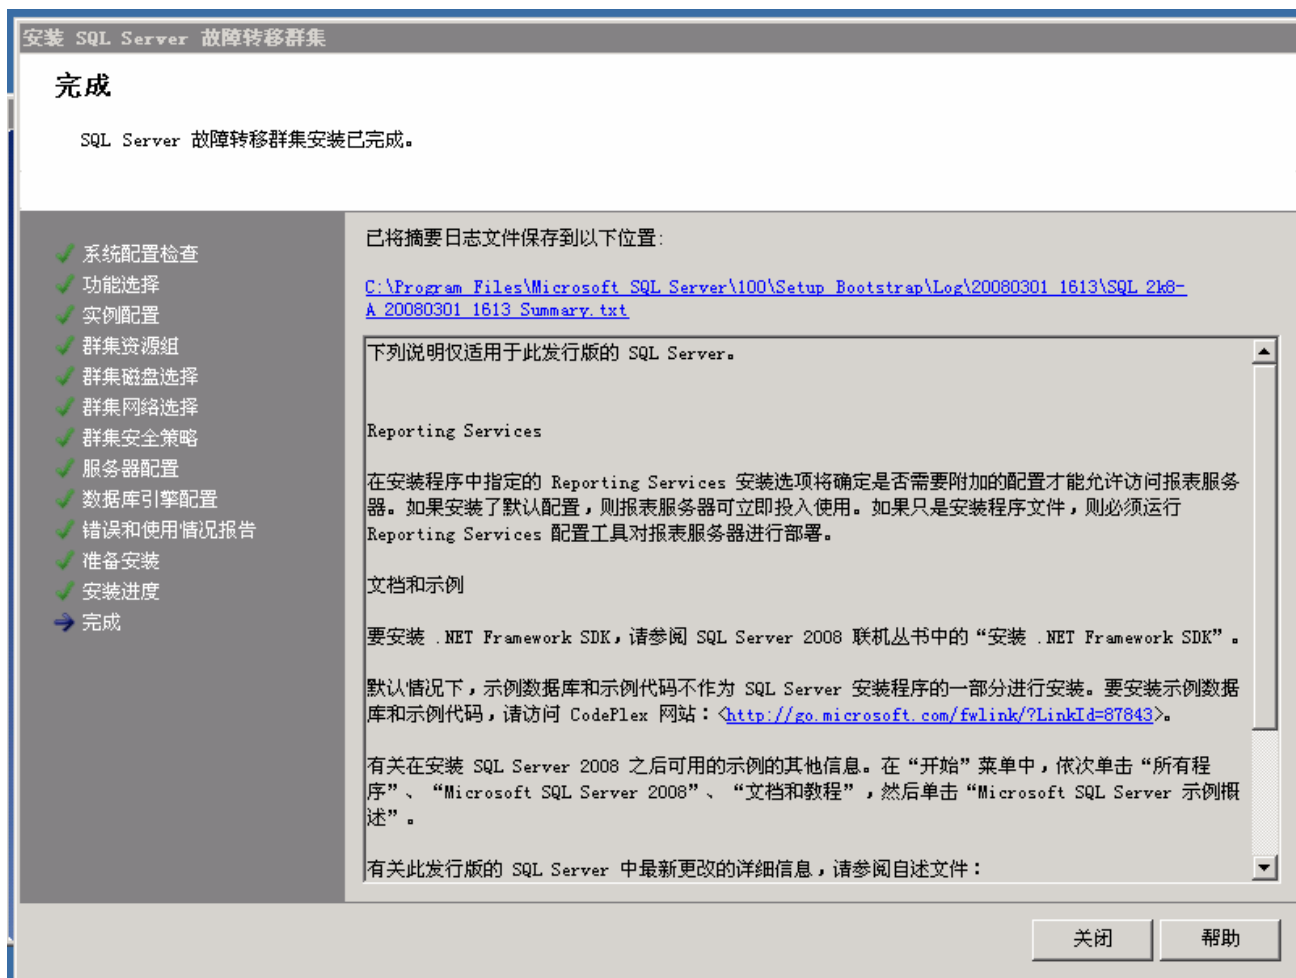 安装 SQL Server 故障转移群集
完成
SQL Server 故障转移群集安装已完成。
系统配置检查
功能选择
实例配置
群集资源组
群集磁盘选择
群集网络选择
群集安全策略
服务器配置
数据库引擎配置
错误和使用情况报告
准备安装
安装进度
完成
已将摘要日志文件保存到以下位置:
C:\Program Files\Microsoft SQL Server\100\Setup Bootstrap\Log\20080301_1613\SQL_2k8-
A_20080301_1613_Summary.txt
下列说明仅适用于此发行版的 SQL Server。
Reporting Services
在安装程序中指定的 Reporting Services 安装选项将确定是否需要附加的配置才能允许访问报表服务
器。如果安装了默认配置，则报表服务器可立即投入使用。如果只是安装程序文件，则必须运行
Reporting Services 配置工具对报表服务器进行部署。
文档和示例
要安装 .NET Framework SDK，请参阅 SQL Server 2008 联机丛书中的“安装 .NET Framework SDK”。
默认情况下，示例数据库和示例代码不作为 SQL Server 安装程序的一部分进行安装。要安装示例数据
库和示例代码，请访问 CodePlex 网站：<http://go.microsoft.com/fwlink/?LinkId=87843>。
有关在安装 SQL Server 2008 之后可用的示例的其他信息。在“开始”菜单中，依次单击“所有程
序”、“Microsoft SQL Server 2008”、“文档和教程”，然后单击“Microsoft SQL Server 示例概
述”。
有关此发行版的 SQL Server 中最新更改的详细信息，请参阅自述文件：
关闭
帮助